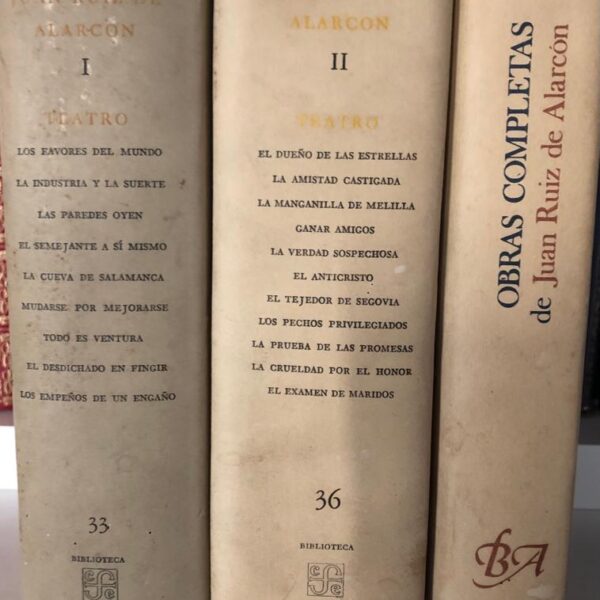 JUAN RUIZ DE
ALARCON
I
TEATRO
LOS FAVORES DEL MUNDO
LA INDUSTRIA Y LA SUERTE
LAS PAREDES OYEN
EL SEMEJANTE A SÍ MISMO
LA CUEVA DE SALAMANCA
MUDARSE POR MEJORARSE
TODO ES VENTURA
EL DESDICHADO EN FINGIR
LOS EMPEÑOS DE UN ENGAÑO
33
BIBLIOTECA
ALARCON
II
TEATRO
EL DUEÑO DE LAS ESTRELLAS
LA AMISTAD CASTIGADA
LA MANGANILLA DE MELILLA
GANAR AMIGOS
LA VERDAD SOSPECHOSA
EL ANTICRISTO
EL TEJEDOR DE SEGOVIA
LOS PECHOS PRIVILEGIADOS
LA PRUEBA DE LAS PROMESAS
LA CRUELDAD POR EL HONOR
EL EXAMEN DE MARIDOS
36
BIBLIOTECA
OBRAS COMPLETAS
de Juan Ruiz de Alarcón
BA